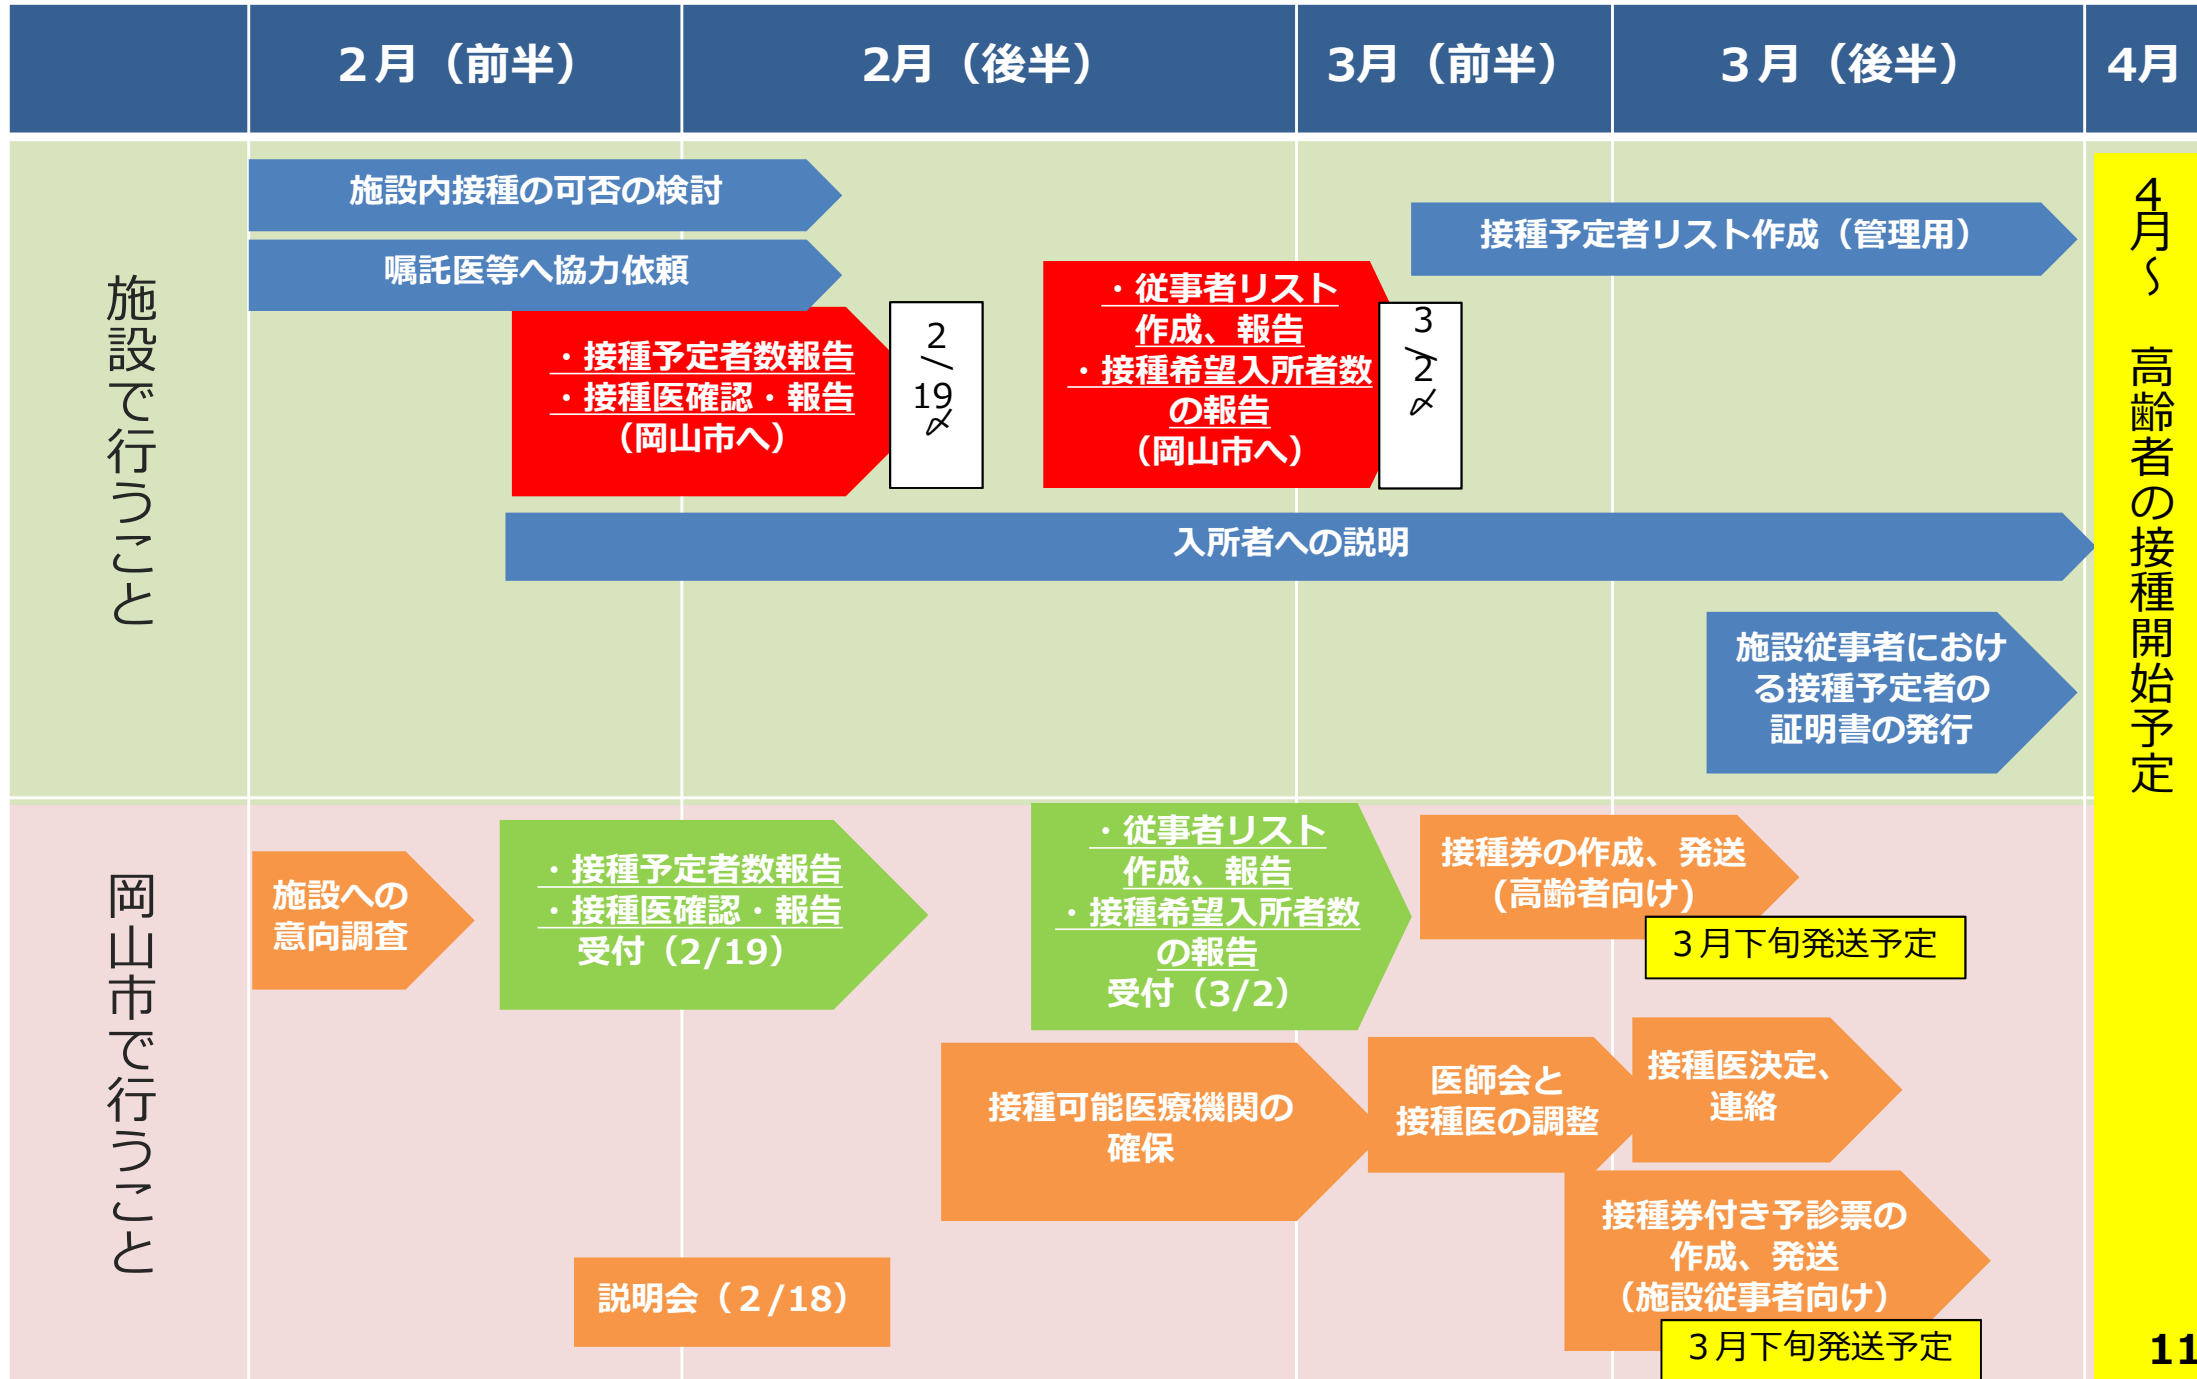 ２月（前半）
2月（後半）
3月（前半）
３月（後半）
4月
施設で行うこと
施設内接種の可否の検討
嘱託医等へ協力依頼
・接種予定者数報告
・接種医確認・報告
（岡山市へ）
2/19〆
・従事者リスト
作成、報告
・接種希望入所者数
の報告
（岡山市へ）
3/2〆
接種予定者リスト作成（管理用）
入所者への説明
施設従事者におけ
る接種予定者の
証明書の発行
4月～　高齢者の接種開始予定
岡山市で行うこと
施設への
意向調査
・接種予定者数報告
・接種医確認・報告
受付（2/19）
・従事者リスト
作成、報告
・接種希望入所者数
の報告
受付（3/2）
接種券の作成、発送
(高齢者向け)
３月下旬発送予定
接種可能医療機関の
確保
医師会と
接種医の調整
接種医決定、
連絡
接種券付き予診票の
作成、発送
（施設従事者向け）
３月下旬発送予定
説明会（２/18）
11